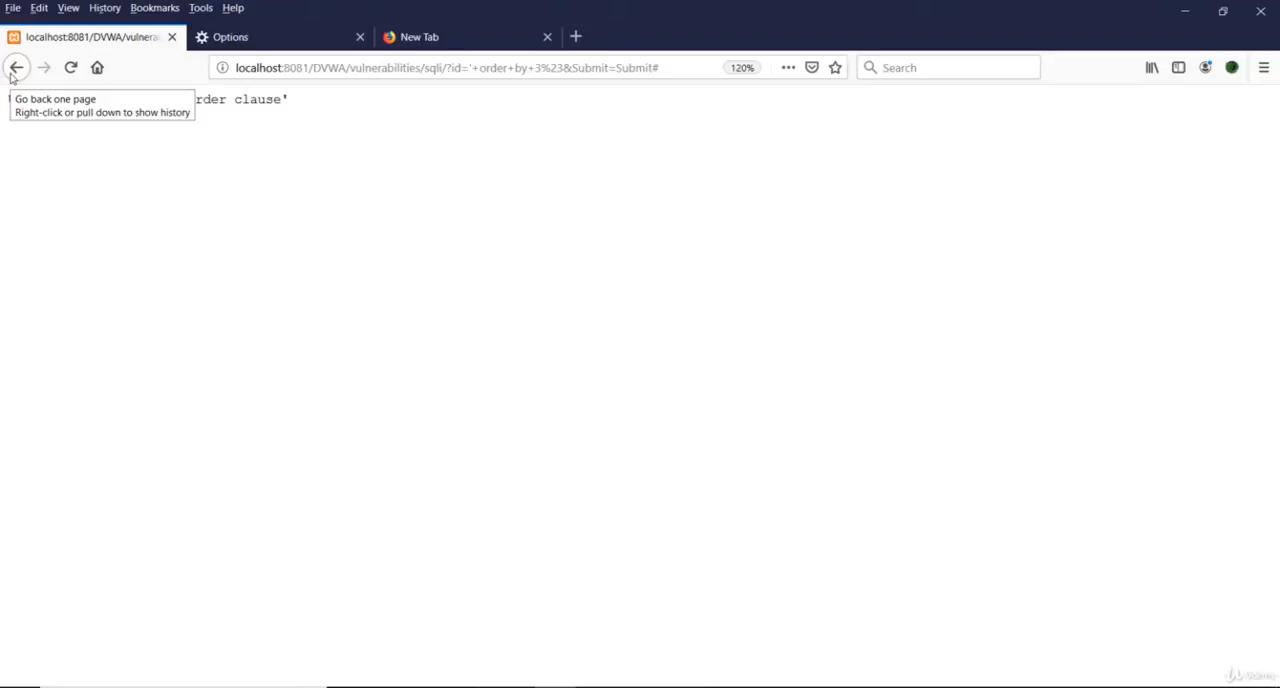 File Edit View History Bookmarks Tools Help
localhost:8081/DVWA/vulnera
Options
New Tab
localhost:8081/DVWA/vulnerabilities/sqli/?id='+order+by+3%23&Submit=Submit#
120%
Search
Go back one page
Right-click or pull down to show history
rder clause'
Udemy